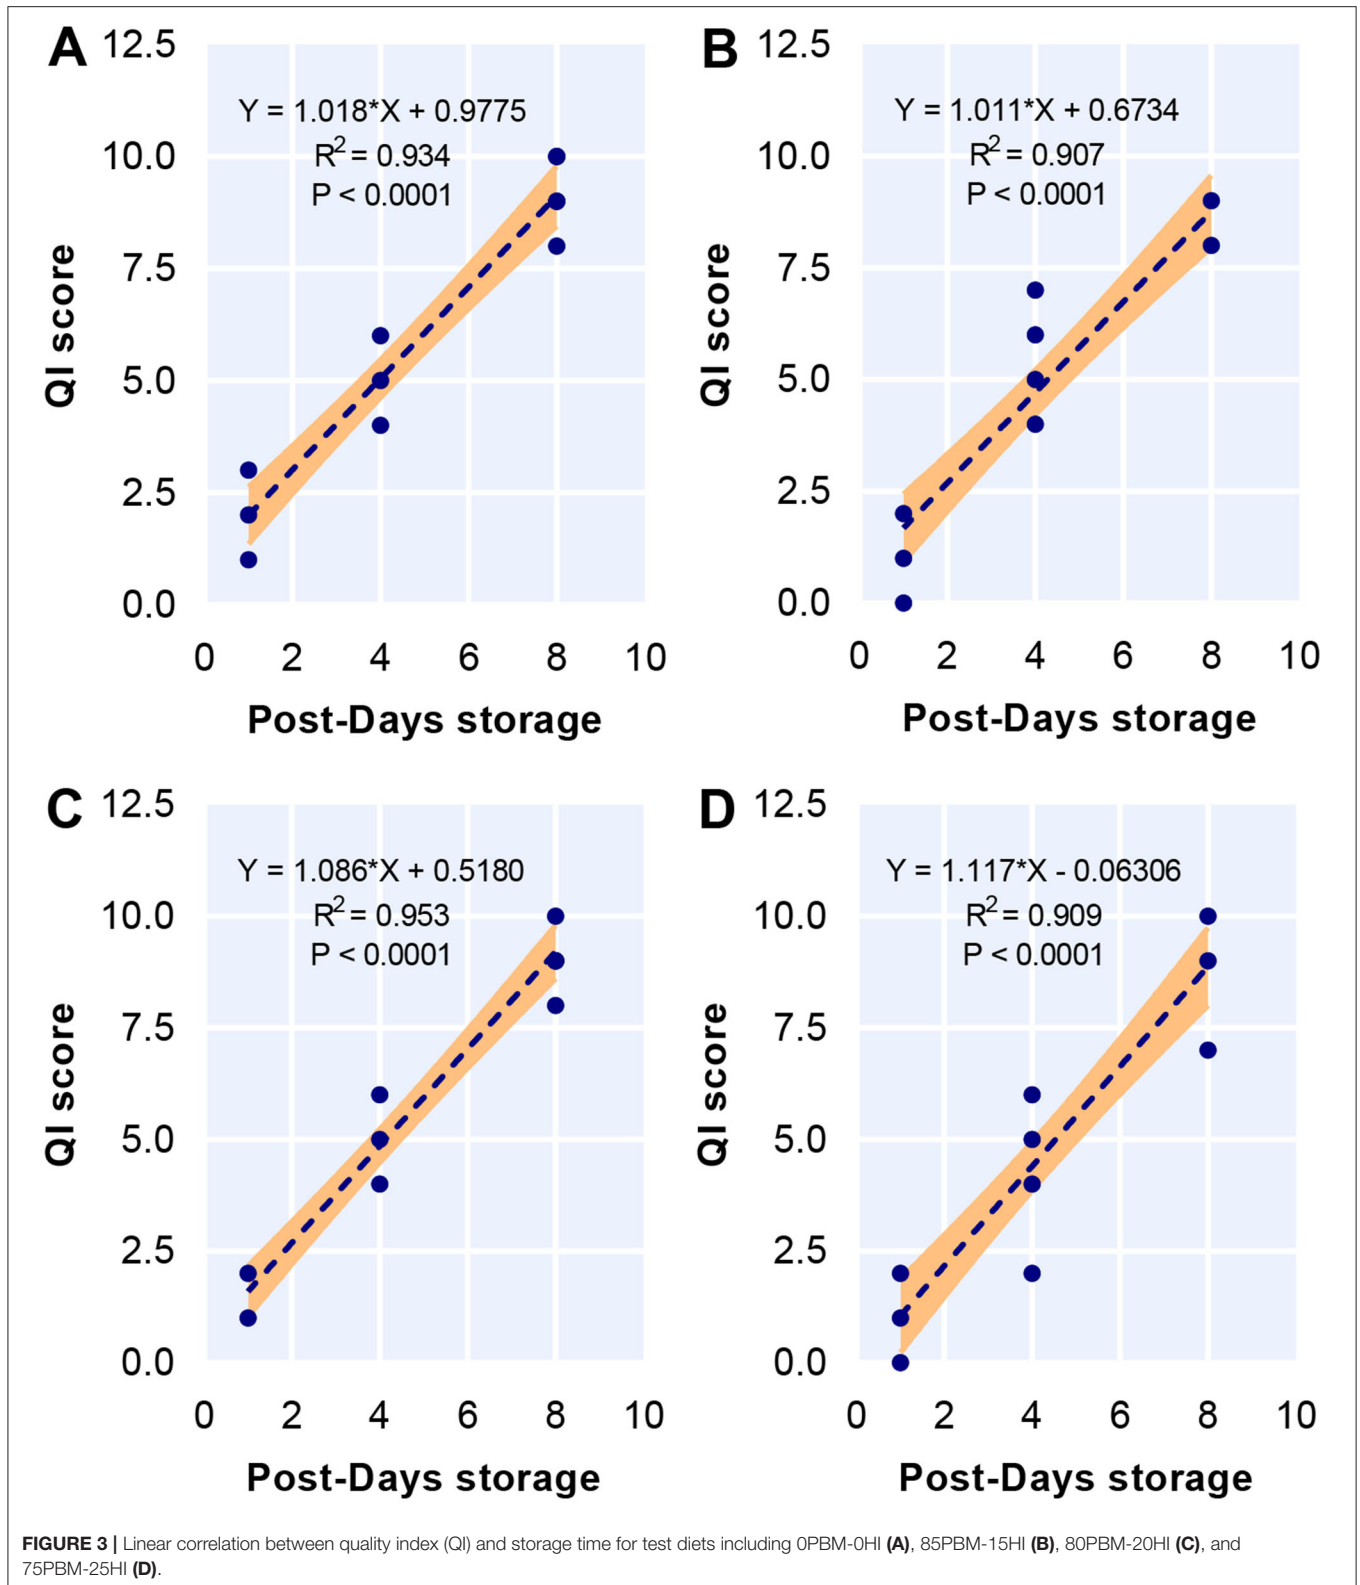 A
12.5
10.0
7.5
5.0
2.5
0.0
QI score
Y = 1.018*X + 0.9775
R² = 0.934
P < 0.0001
0 2 4 6 8 10
Post-Days storage
B
12.5
10.0
7.5
5.0
2.5
0.0
QI score
Y = 1.011*X + 0.6734
R² = 0.907
P < 0.0001
0 2 4 6 8 10
Post-Days storage
C
12.5
10.0
7.5
5.0
2.5
0.0
QI score
Y = 1.086*X + 0.5180
R² = 0.953
P < 0.0001
0 2 4 6 8 10
Post-Days storage
D
12.5
10.0
7.5
5.0
2.5
0.0
QI score
Y = 1.117*X - 0.06306
R² = 0.909
P < 0.0001
0 2 4 6 8 10
Post-Days storage
FIGURE 3 | Linear correlation between quality index (QI) and storage time for test diets including 0PBM-0HI (A), 85PBM-15HI (B), 80PBM-20HI (C), and
75PBM-25HI (D).